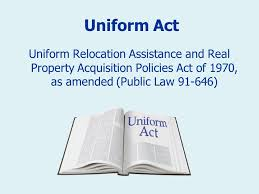 Uniform Act
Uniform Relocation Assistance and Real
Property Acquisition Policies Act of 1970,
as amended (Public Law 91-646)
Uniform
Act